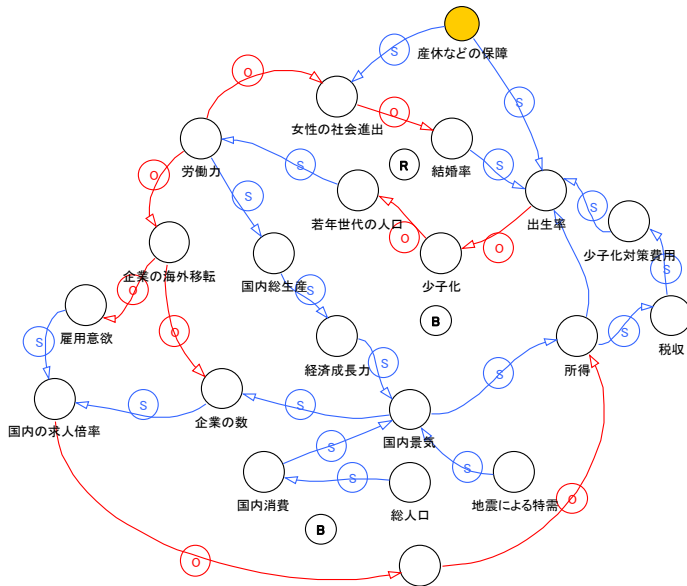 産休などの保障
S
O
S
女性の社会進出
O
労働力
R
結婚率
S
O
S
S
若年世代の人口
出生率
S
少子化対策費用
O
O
少子化
企業の海外移転
国内総生産
S
S
O
B
雇用意欲
S
O
経済成長力
S
所得
S
税収
国内の求人倍率
S
企業の数
S
国内景気
S
S
S
S
国内消費
総人口
地震による特需
O
B
O